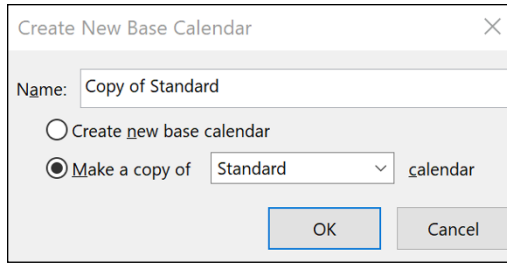 Create New Base Calendar
Name: Copy of Standard
Create new base calendar
Make a copy of Standard calendar
OK Cancel